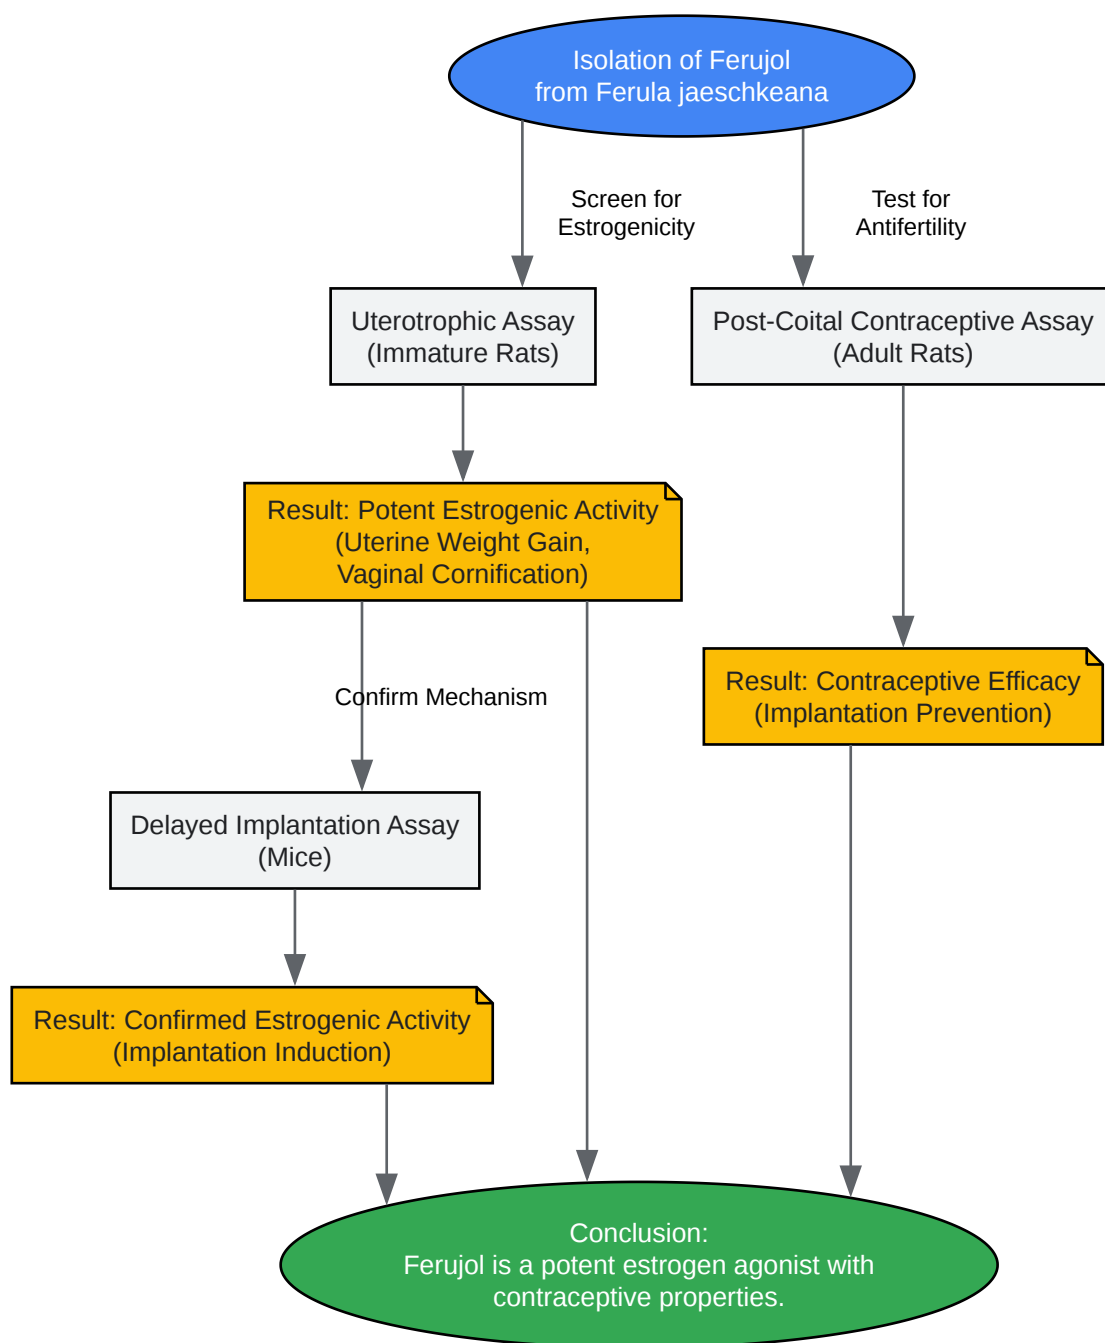 Isolation of Ferujol
from Ferula jaeschkeana
Screen for
Estrogenicity
Test for
Antifertility
Uterotrophic Assay
(Immature Rats)
Post-Coital Contraceptive Assay
(Adult Rats)
Result: Potent Estrogenic Activity
(Uterine Weight Gain,
Vaginal Cornification)
Result: Contraceptive Efficacy
(Implantation Prevention)
Confirm Mechanism
Delayed Implantation Assay
(Mice)
Result: Confirmed Estrogenic Activity
(Implantation Induction)
Conclusion:
Ferujol is a potent estrogen agonist with
contraceptive properties.